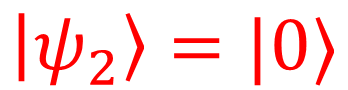 |ψ₂⟩ = |0⟩